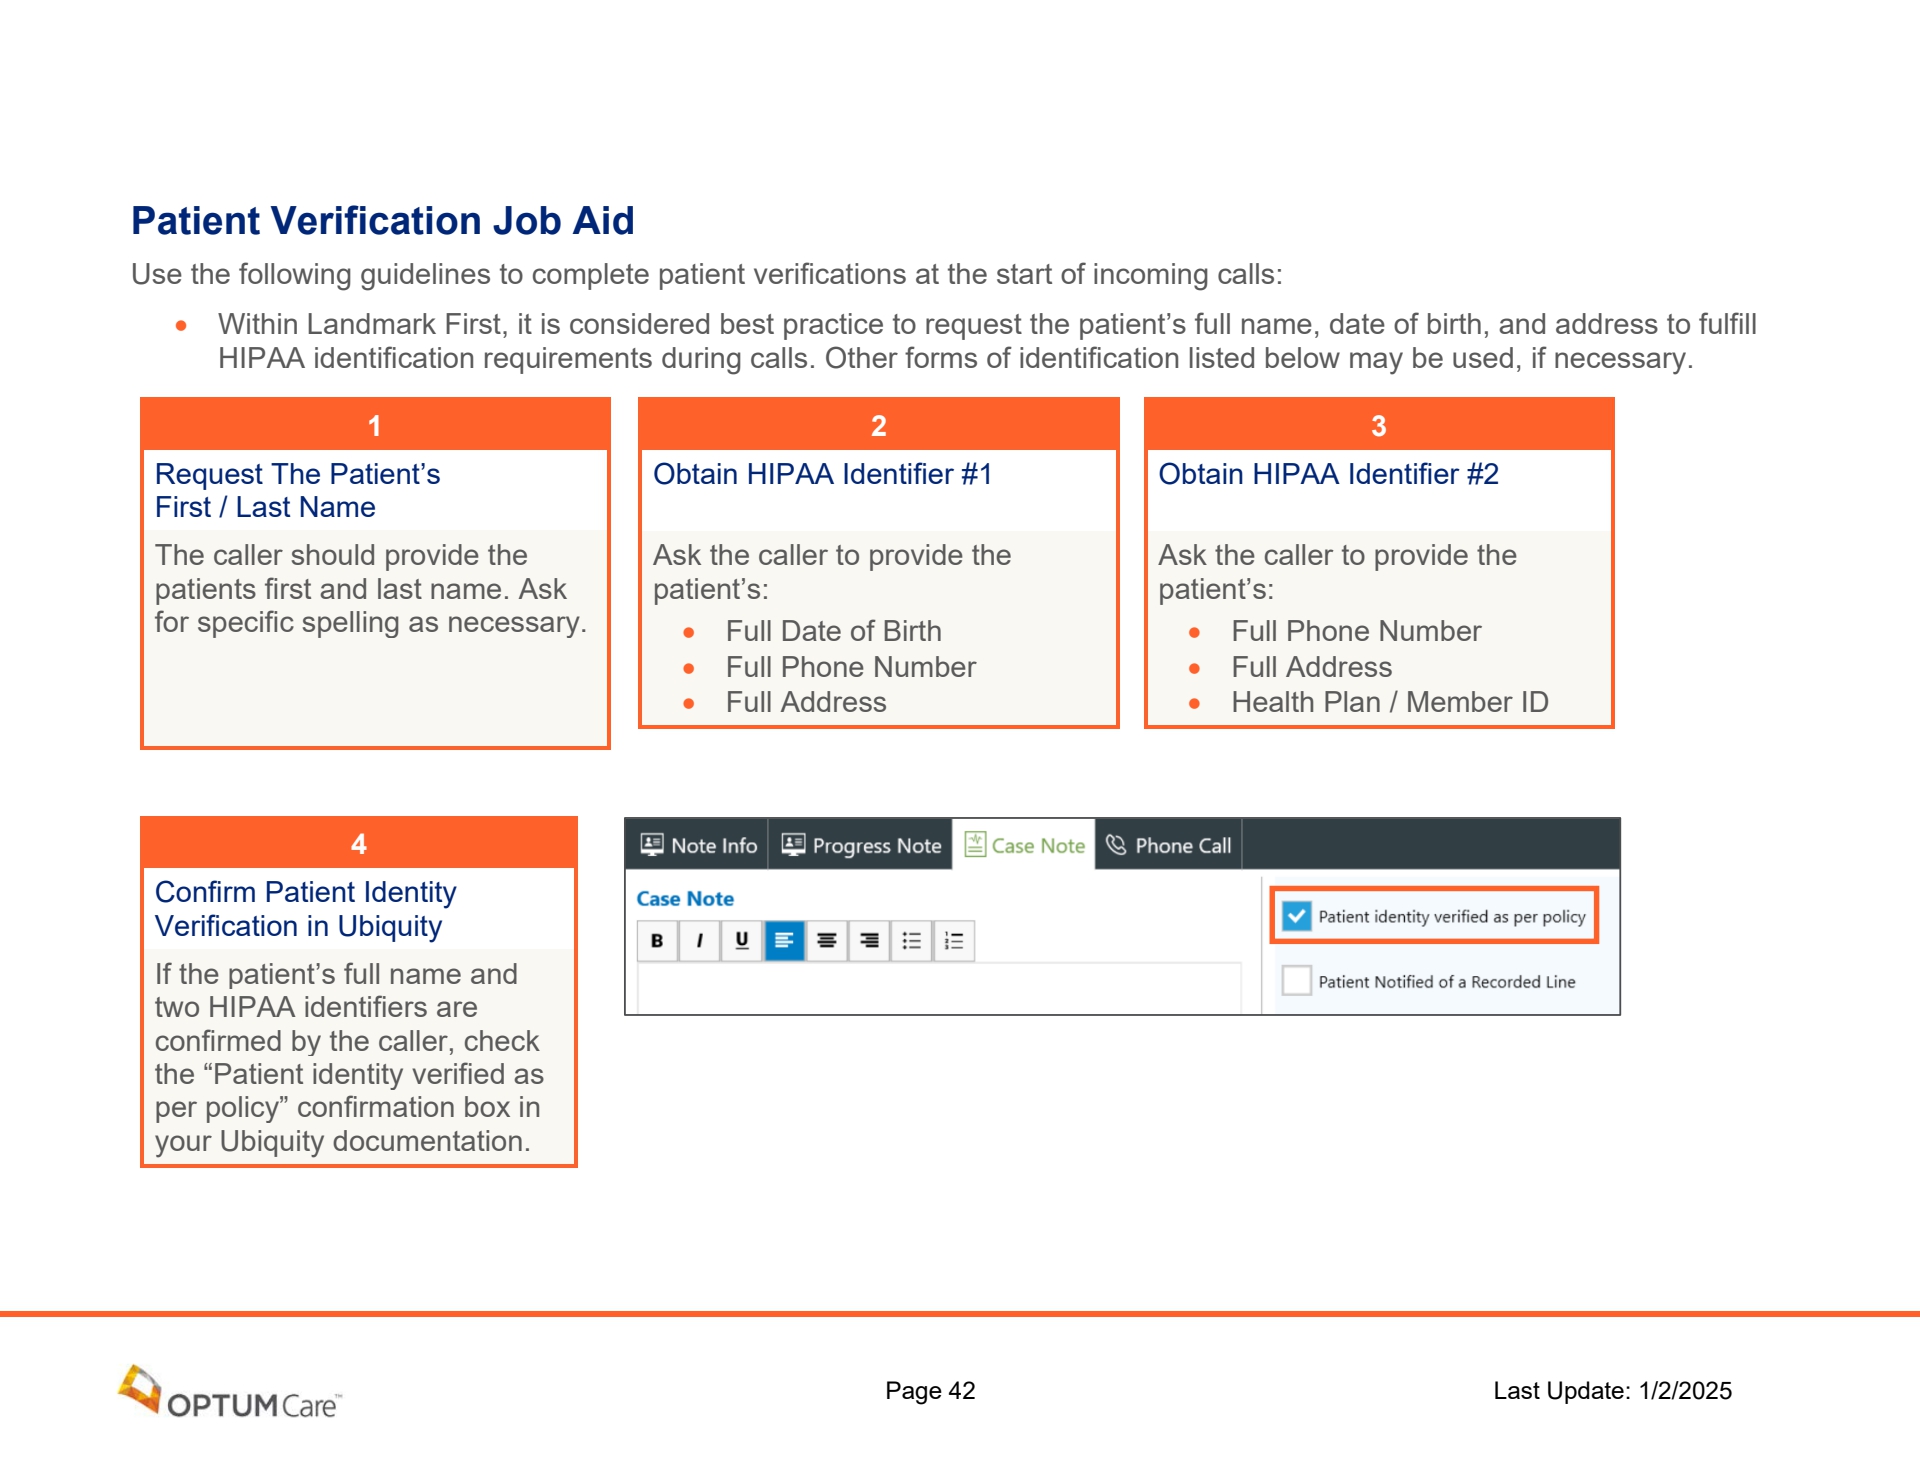 Patient Verification Job Aid
Use the following guidelines to complete patient verifications at the start of incoming calls:
• Within Landmark First, it is considered best practice to request the patient’s full name, date of birth, and address to fulfill
HIPAA identification requirements during calls. Other forms of identification listed below may be used, if necessary.
1
Request The Patient’s
First / Last Name
The caller should provide the
patients first and last name. Ask
for specific spelling as necessary.
2
Obtain HIPAA Identifier #1
Ask the caller to provide the
patient’s:
• Full Date of Birth
• Full Phone Number
• Full Address
3
Obtain HIPAA Identifier #2
Ask the caller to provide the
patient’s:
• Full Phone Number
• Full Address
• Health Plan / Member ID
4
Confirm Patient Identity
Verification in Ubiquity
If the patient’s full name and
two HIPAA identifiers are
confirmed by the caller, check
the “Patient identity verified as
per policy” confirmation box in
your Ubiquity documentation.
Note Info Progress Note Case Note Phone Call
Case Note
B I U
Patient identity verified as per policy
Patient Notified of a Recorded Line
OPTUMCare™
Page 42
Last Update: 1/2/2025